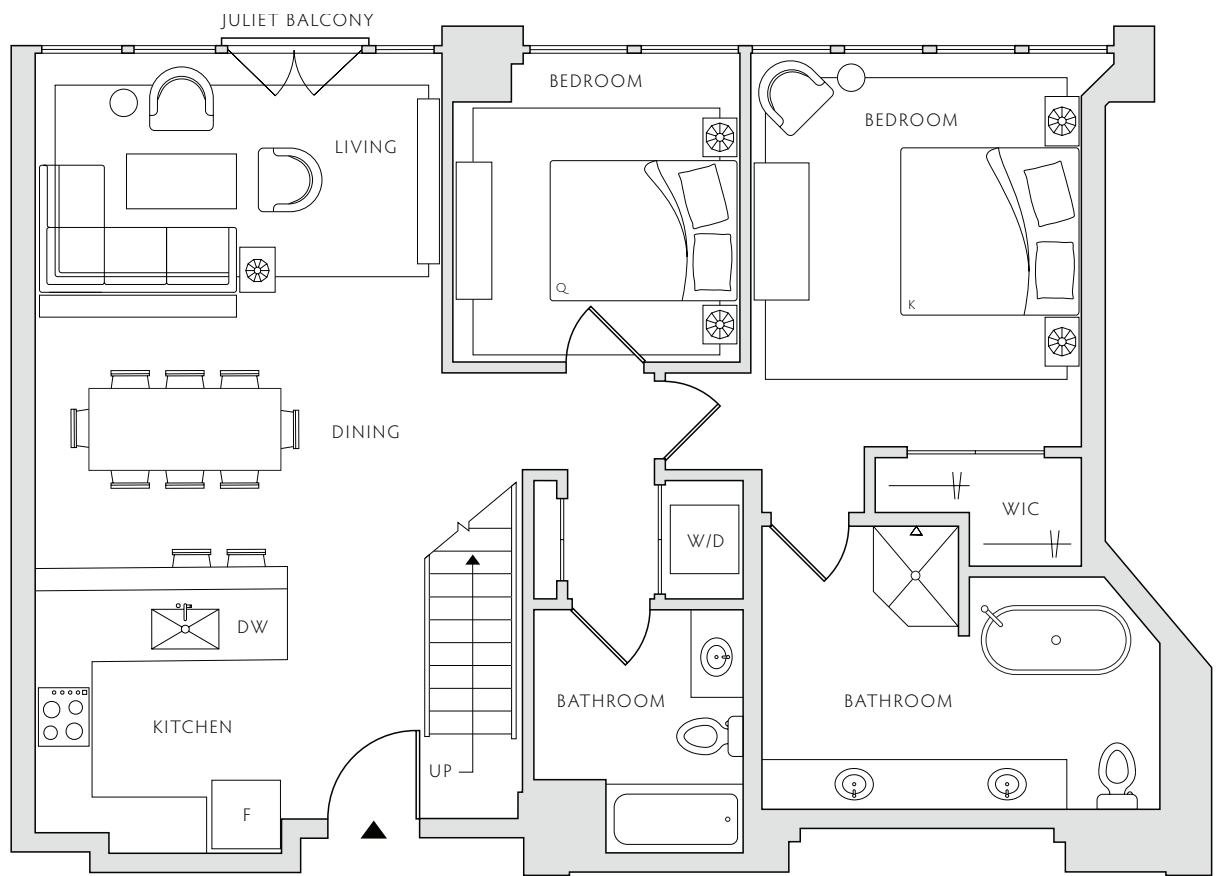 JULIET BALCONY
BEDROOM
BEDROOM
LIVING
Q
K
DINING
WIC
W/D
DW
BATHROOM
BATHROOM
KITCHEN
UP
F